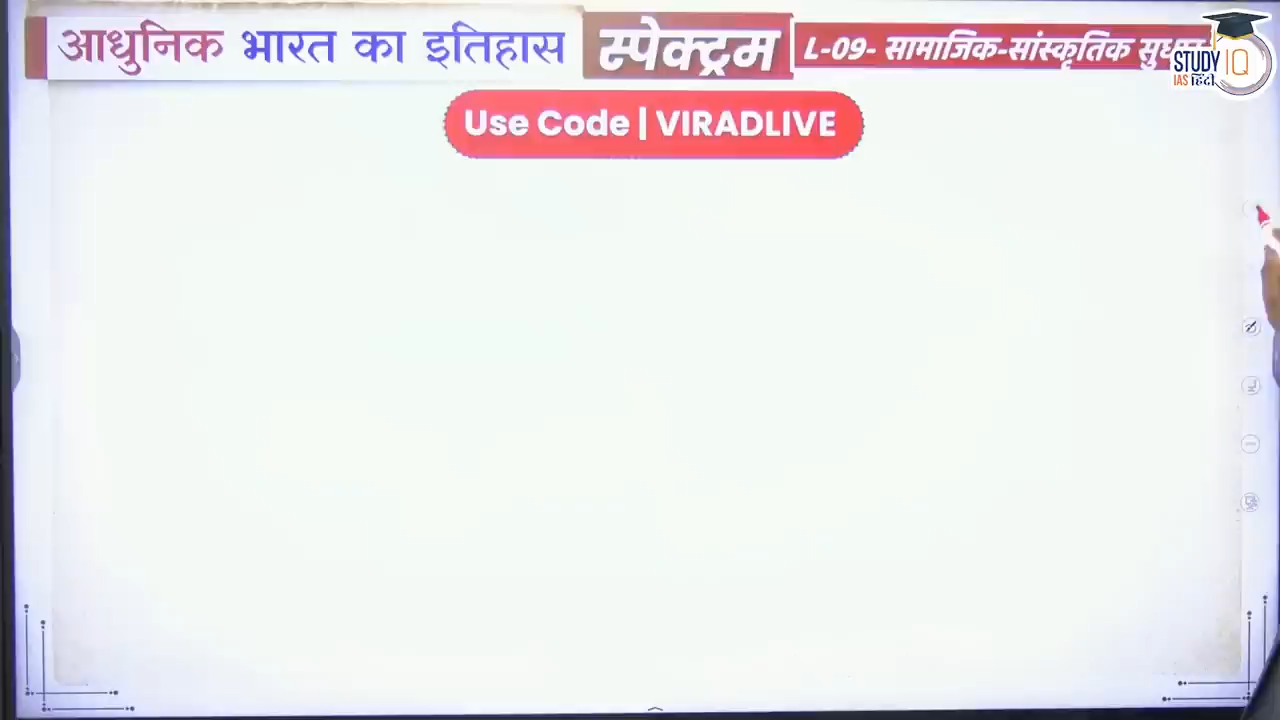 आधुनिक भारत का इतिहास स्पेक्ट्रम L-09- सामाजिक-सांस्कृतिक
STUDY IQ
IAS हिंदी
Use Code | VIRADLIVE